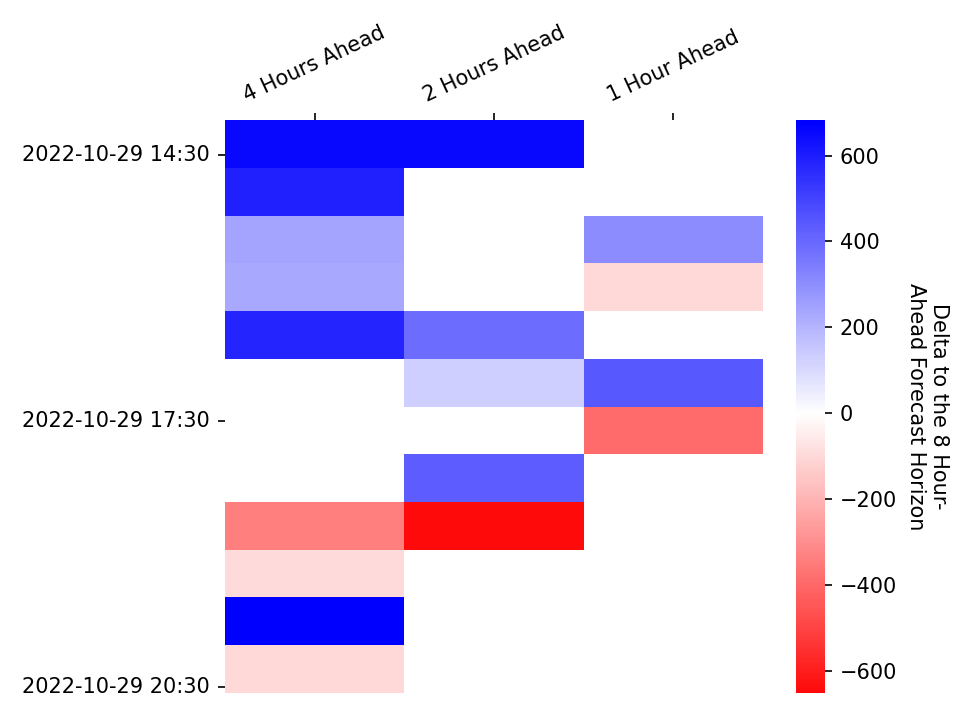 4 Hours Ahead
2 Hours Ahead
1 Hour Ahead
2022-10-29 14:30
2022-10-29 17:30
2022-10-29 20:30
600
400
200
0
−200
−400
−600
Delta to the 8 Hour-
Ahead Forecast Horizon